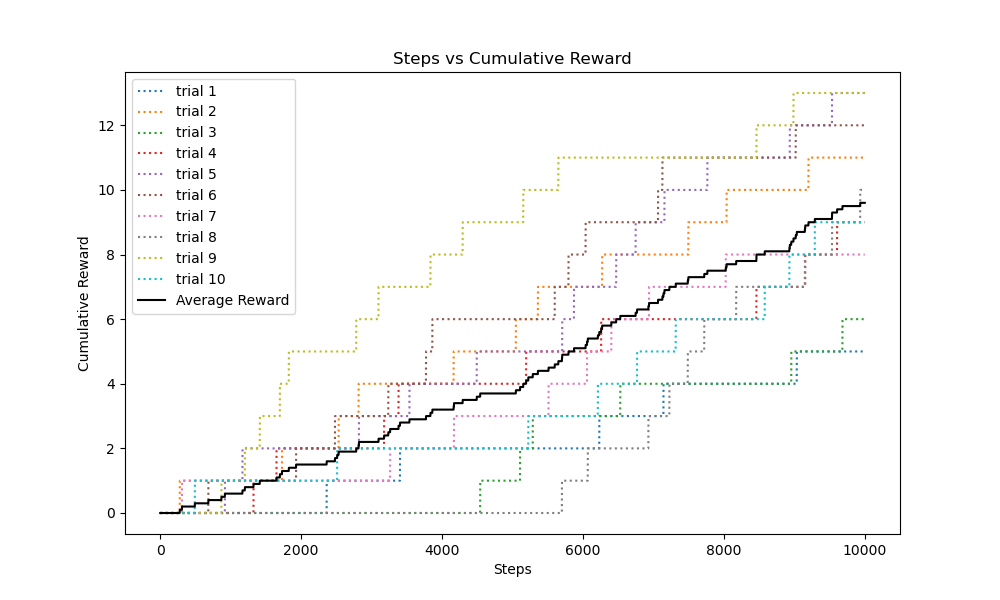 Steps vs Cumulative Reward
trial 1
trial 2
trial 3
trial 4
trial 5
trial 6
trial 7
trial 8
trial 9
trial 10
Average Reward
Cumulative Reward
12
10
8
6
4
2
0
0 2000 4000 6000 8000 10000
Steps